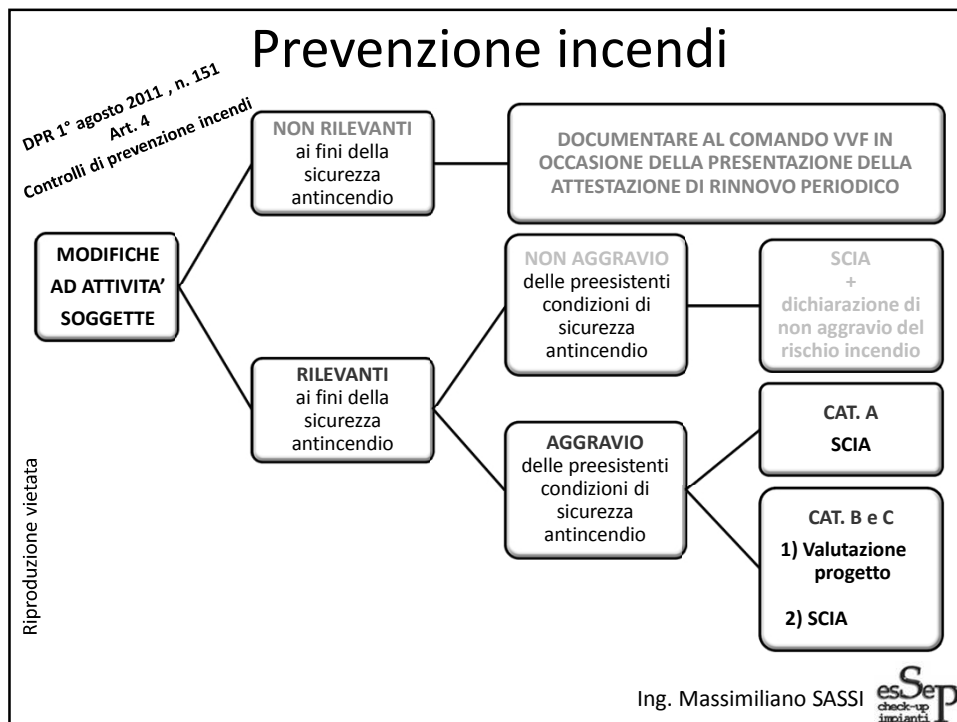 Prevenzione incendi
DPR 1° agosto 2011 , n. 151
Art. 4
Controlli di prevenzione incendi
MODIFICHE
AD ATTIVITA’
SOGGETTE
NON RILEVANTI
ai fini della
sicurezza
antincendio
DOCUMENTARE AL COMANDO VVF IN
OCCASIONE DELLA PRESENTAZIONE DELLA
ATTESTAZIONE DI RINNOVO PERIODICO
RILEVANTI
ai fini della
sicurezza
antincendio
NON AGGRAVIO
delle preesistenti
condizioni di
sicurezza
antincendio
SCIA
+
dichiarazione di
non aggravio del
rischio incendio
AGGRAVIO
delle preesistenti
condizioni di
sicurezza
antincendio
CAT. A
SCIA
CAT. B e C
1) Valutazione
progetto
2) SCIA
Riproduzione vietata
Ing. Massimiliano SASSI
esSep
check-up
impianti